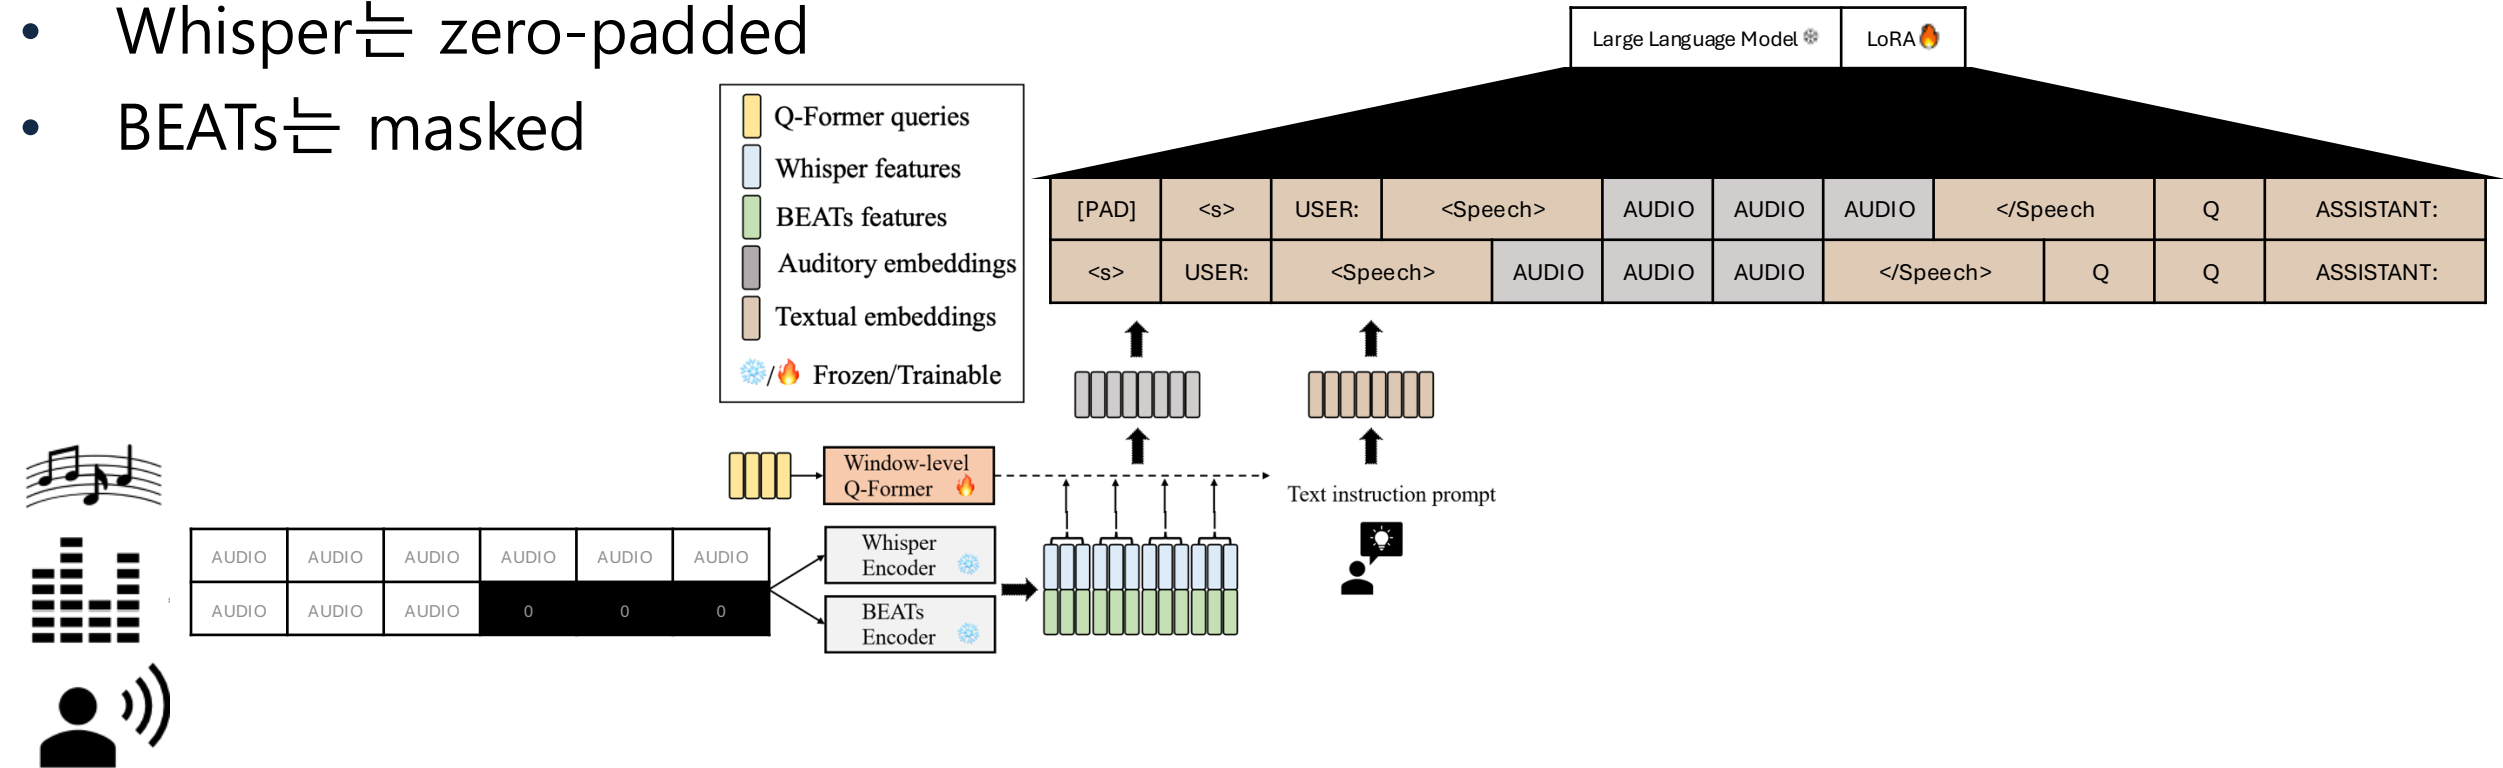 • Whisper는 zero-padded
• BEATs는 masked
Large Language Model LoRA
Q-Former queries
Whisper features
BEATs features
Auditory embeddings
Textual embeddings
/ Frozen/Trainable
[PAD] <s> USER: <Speech> AUDIO AUDIO AUDIO </Speech Q ASSISTANT:
<s> USER: <Speech> AUDIO AUDIO AUDIO </Speech> Q Q ASSISTANT:
Window-level
Q-Former
Text instruction prompt
AUDIO AUDIO AUDIO AUDIO AUDIO AUDIO
AUDIO AUDIO AUDIO 0 0 0
Whisper
Encoder
BEATs
Encoder